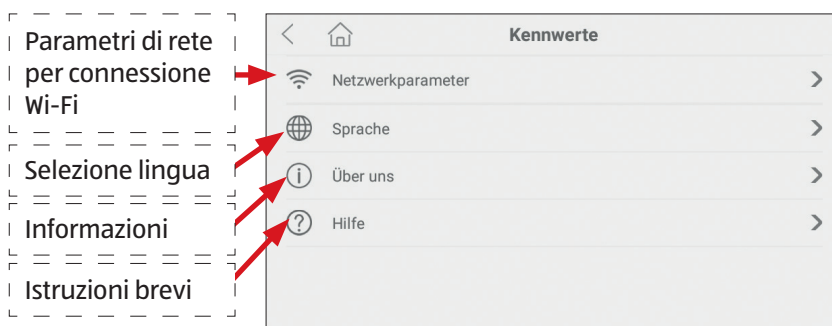 Parametri di rete
per connessione
Wi-Fi
Selezione lingua
Informazioni
Istruzioni brevi
Kennwerte
Netzwerkparameter
Sprache
Über uns
Hilfe